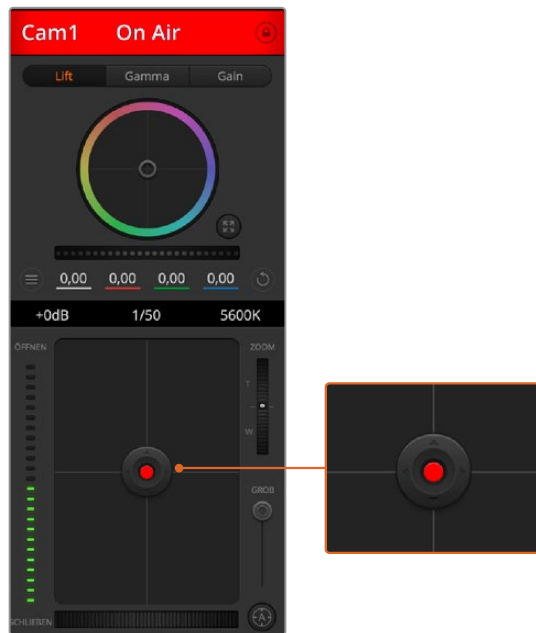 Cam1 On Air
Lift Gamma Gain
0,00 0,00 0,00 0,00
+0dB 1/50 5600K
ÖFFNEN ZOOM
T
W
GROB
SCHLIEßEN A